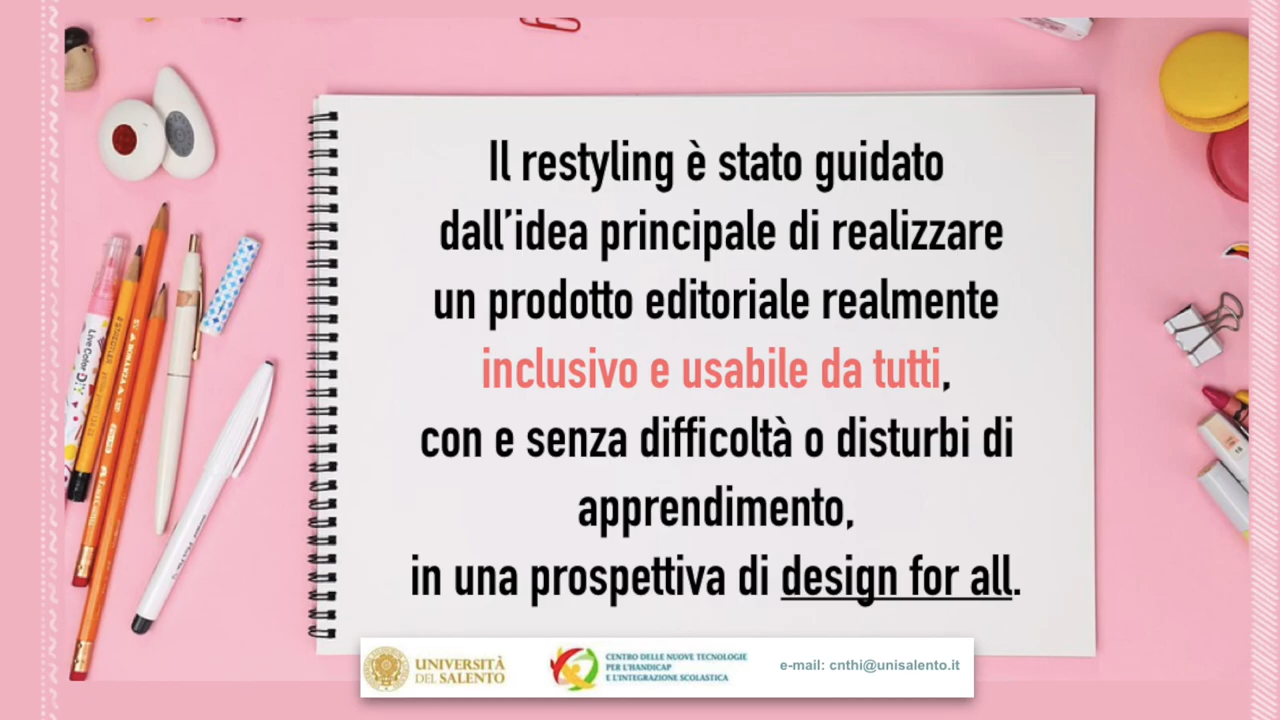 Il restyling è stato guidato
dall’idea principale di realizzare
un prodotto editoriale realmente
inclusivo e usabile da tutti,
con e senza difficoltà o disturbi di
apprendimento,
in una prospettiva di design for all.
UNIVERSITÀ
DEL SALENTO
CENTRO DELLE NUOVE TECNOLOGIE
PER L'HANDICAP
E L'INTEGRAZIONE SCOLASTICA
e-mail: cnthi@unisalento.it